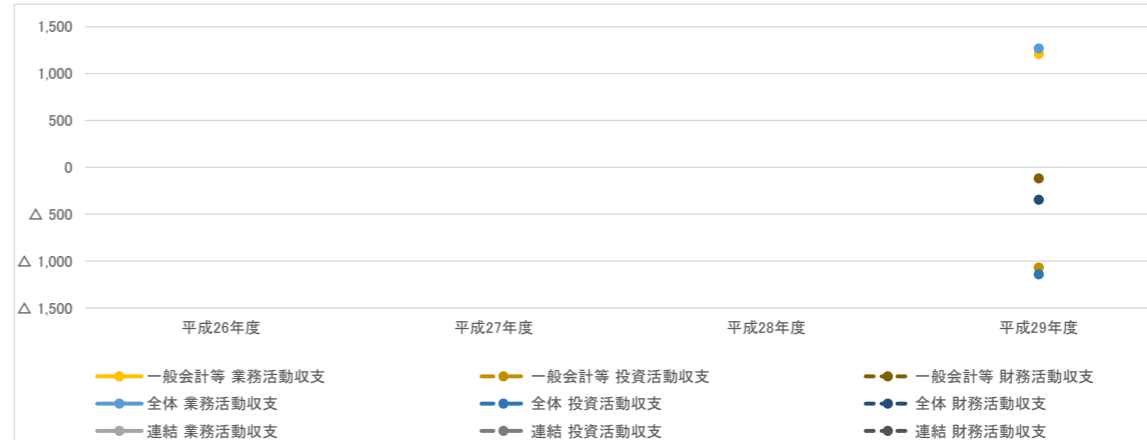 1,500
1,000
500
0
△ 500
△ 1,000
△ 1,500
平成26年度 平成27年度 平成28年度 平成29年度
一般会計等 業務活動収支 一般会計等 投資活動収支 一般会計等 財務活動収支
全体 業務活動収支 全体 投資活動収支 全体 財務活動収支
連結 業務活動収支 連結 投資活動収支 連結 財務活動収支